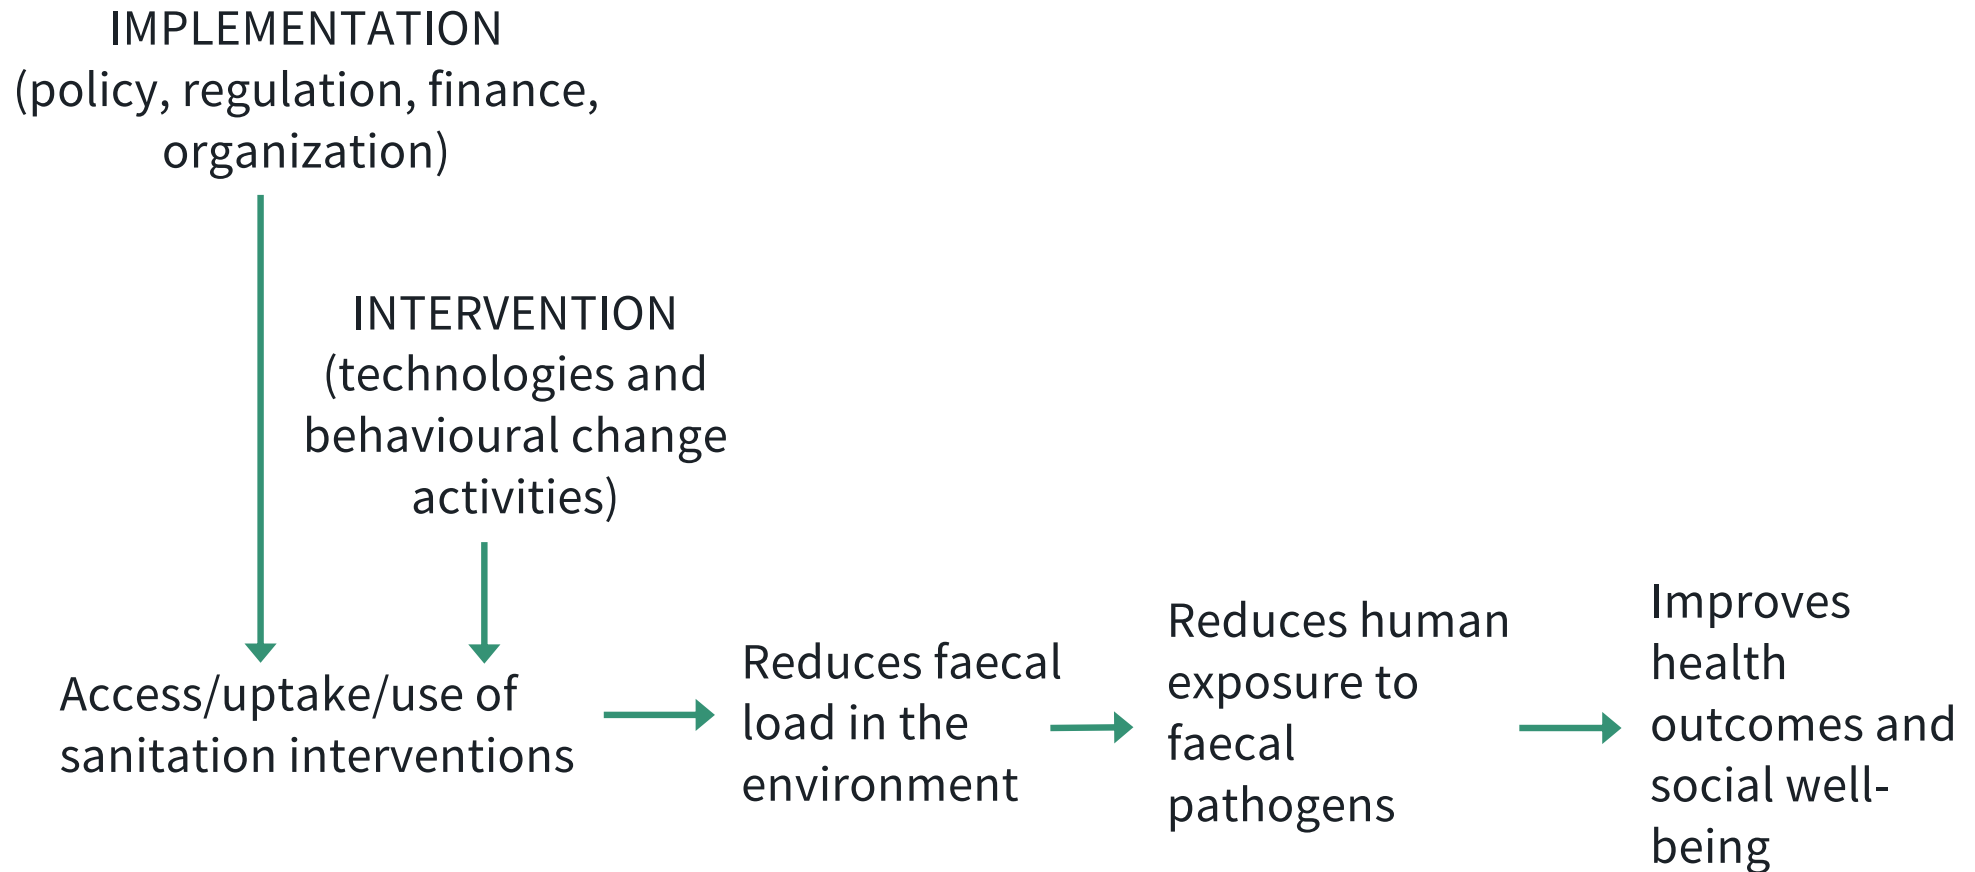 IMPLEMENTATION
(policy, regulation, finance,
organization)
INTERVENTION
(technologies and
behavioural change
activities)
Access/uptake/use of
sanitation interventions
Reduces faecal
load in the
environment
Reduces human
exposure to
faecal
pathogens
Improves
health
outcomes and
social well-
being